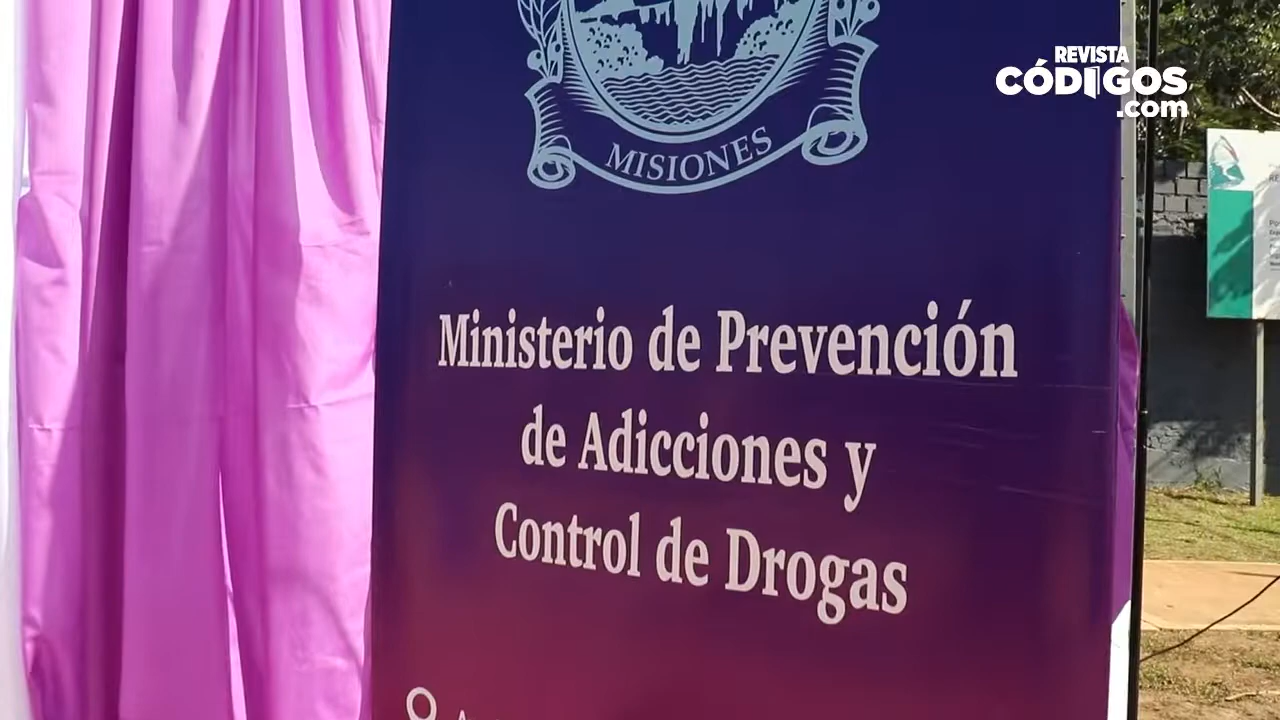 REVISTA
CÓDIGOS
.com
MISIONES
Ministerio de Prevención
de Adicciones y
Control de Drogas